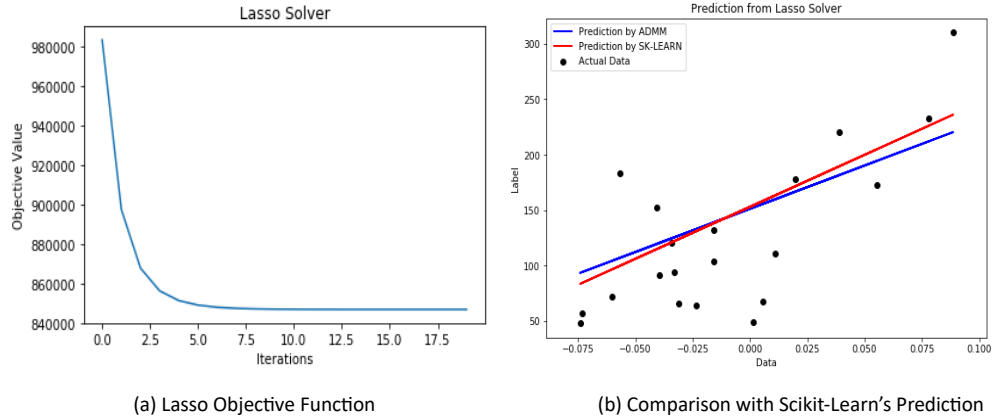 Lasso Solver
980000
960000
940000
920000
900000
880000
860000
840000
Objective Value
0.0 2.5 5.0 7.5 10.0 12.5 15.0 17.5
Iterations
(a) Lasso Objective Function
Prediction from Lasso Solver
Prediction by ADMM
Prediction by SK-LEARN
Actual Data
300
250
200
150
100
50
Label
−0.075 −0.050 −0.025 0.000 0.025 0.050 0.075 0.100
Data
(b) Comparison with Scikit-Learn's Prediction